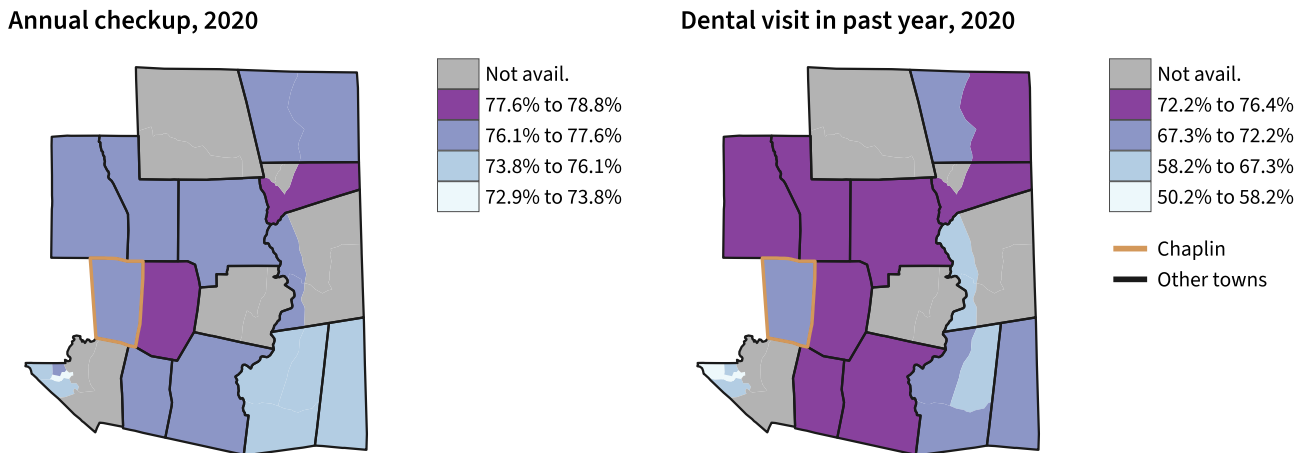 Annual checkup, 2020
Not avail.
77.6% to 78.8%
76.1% to 77.6%
73.8% to 76.1%
72.9% to 73.8%
Dental visit in past year, 2020
Not avail.
72.2% to 76.4%
67.3% to 72.2%
58.2% to 67.3%
50.2% to 58.2%
Chaplin
Other towns